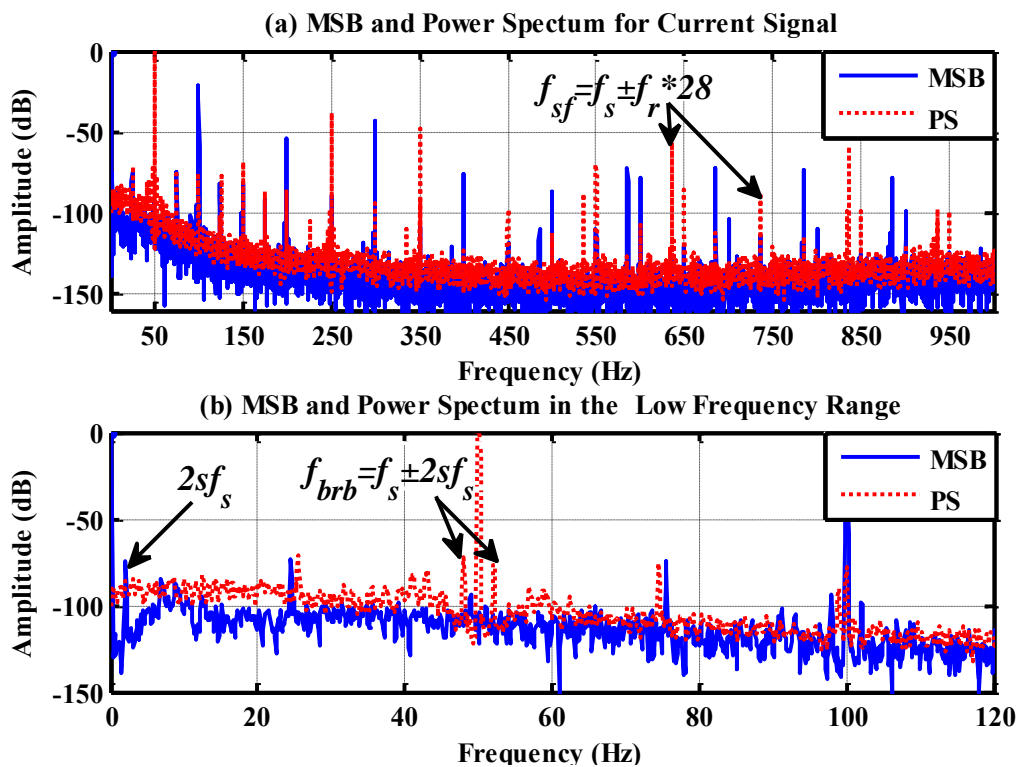 (a) MSB and Power Spectrum for Current Signal
0
-50
-100
-150
Amplitude (dB)
f_sf=f_s±f_r*28
MSB
PS
50 150 250 350 450 550 650 750 850 950
Frequency (Hz)
(b) MSB and Power Spectrum in the Low Frequency Range
0
-50
-100
-150
Amplitude (dB)
2sf_s
f_brb=f_s±2sf_s
MSB
PS
0 20 40 60 80 100 120
Frequency (Hz)